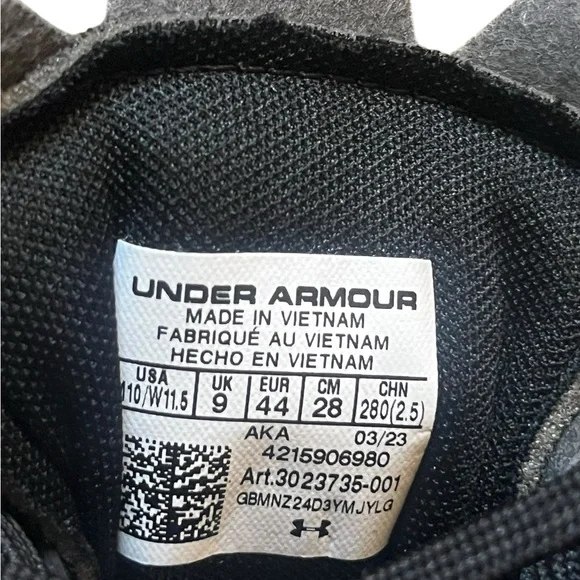 UNDER ARMOUR
MADE IN VIETNAM
FABRIQUÉ AU VIETNAM
HECHO EN VIETNAM
USA UK EUR CM CHN
110/W11.5 9 44 28 280(2.5)
AKA 03/23
4215906980
Art.3023735-001
GBMNZ24D3YMJYLG